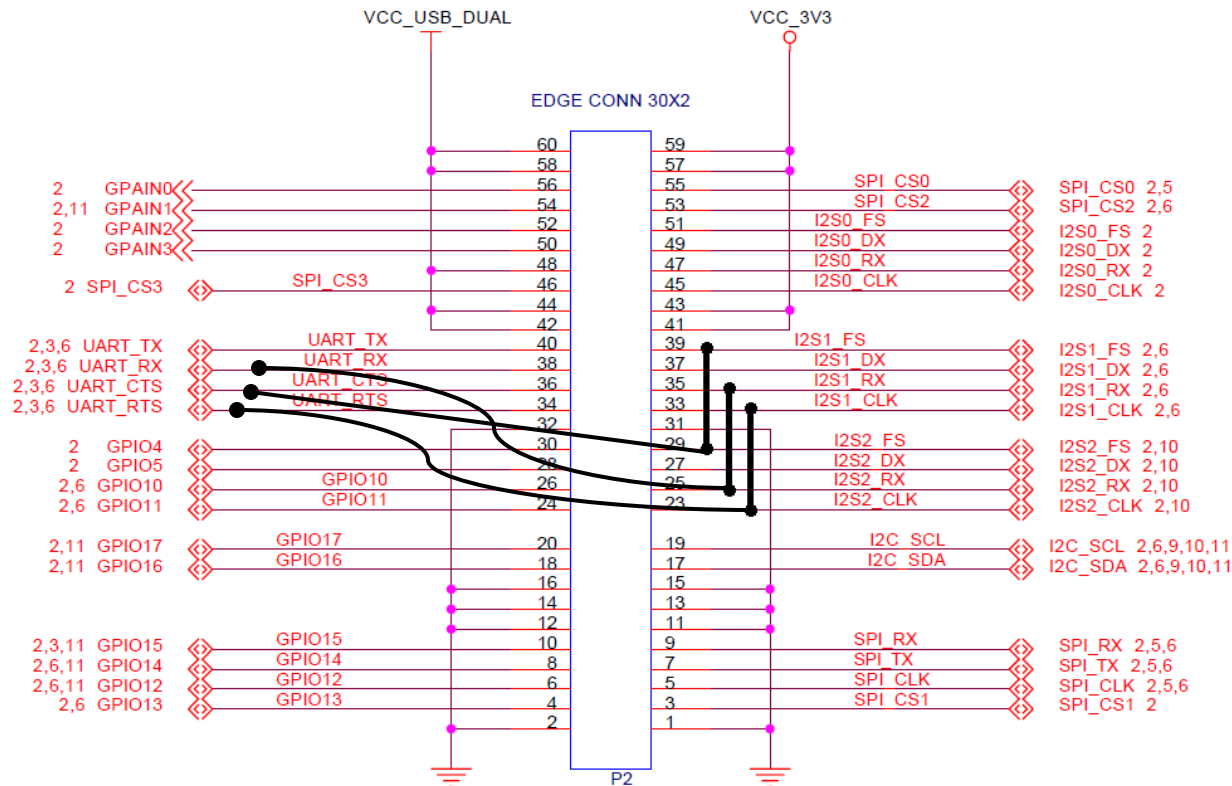 VCC_USB_DUAL VCC_3V3
EDGE CONN 30X2
60 59
58 57
2 GPAIN0 56 55 SPI_CS0 SPI_CS0 2,5
2,11 GPAIN1 54 53 SPI_CS2 SPI_CS2 2,6
2 GPAIN2 52 51 I2S0_FS I2S0_FS 2
2 GPAIN3 50 49 I2S0_DX I2S0_DX 2
48 47 I2S0_RX I2S0_RX 2
2 SPI_CS3 SPI_CS3 46 45 I2S0_CLK I2S0_CLK 2
44 43
42 41
2,3,6 UART_TX UART_TX 40 39 I2S1_FS I2S1_FS 2,6
2,3,6 UART_RX UART_RX 38 37 I2S1_DX I2S1_DX 2,6
2,3,6 UART_CTS UART_CTS 36 35 I2S1_RX I2S1_RX 2,6
2,3,6 UART_RTS UART_RTS 34 33 I2S1_CLK I2S1_CLK 2,6
32 31
2 GPIO4 30 29 I2S2_FS I2S2_FS 2,10
2 GPIO5 28 27 I2S2_DX I2S2_DX 2,10
2,6 GPIO10 GPIO10 26 25 I2S2_RX I2S2_RX 2,10
2,6 GPIO11 GPIO11 24 23 I2S2_CLK I2S2_CLK 2,10
2,11 GPIO17 GPIO17 20 19 I2C_SCL I2C_SCL 2,6,9,10,11
2,11 GPIO16 GPIO16 18 17 I2C_SDA I2C_SDA 2,6,9,10,11
16 15
14 13
12 11
2,3,11 GPIO15 GPIO15 10 9 SPI_RX SPI_RX 2,5,6
2,6,11 GPIO14 GPIO14 8 7 SPI_TX SPI_TX 2,5,6
2,6,11 GPIO12 GPIO12 6 5 SPI_CLK SPI_CLK 2,5,6
2,6 GPIO13 GPIO13 4 3 SPI_CS1 SPI_CS1 2
2 1
P2